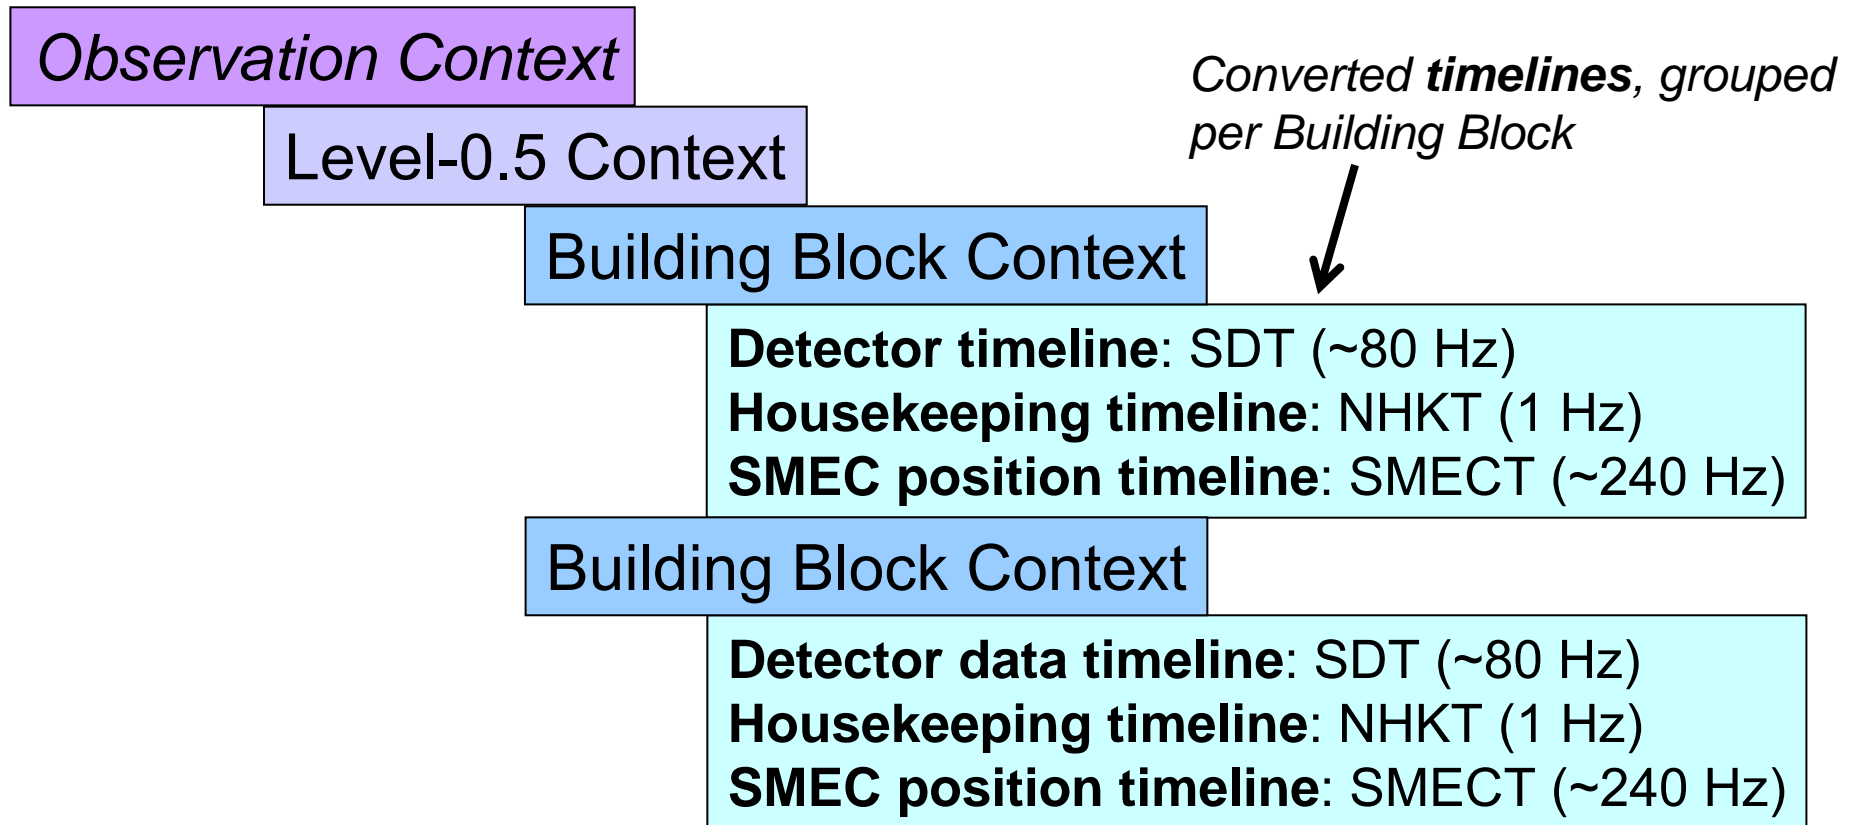 Observation Context
Converted timelines, grouped
per Building Block
Level-0.5 Context
Building Block Context
Detector timeline: SDT (~80 Hz)
Housekeeping timeline: NHKT (1 Hz)
SMEC position timeline: SMECT (~240 Hz)
Building Block Context
Detector data timeline: SDT (~80 Hz)
Housekeeping timeline: NHKT (1 Hz)
SMEC position timeline: SMECT (~240 Hz)